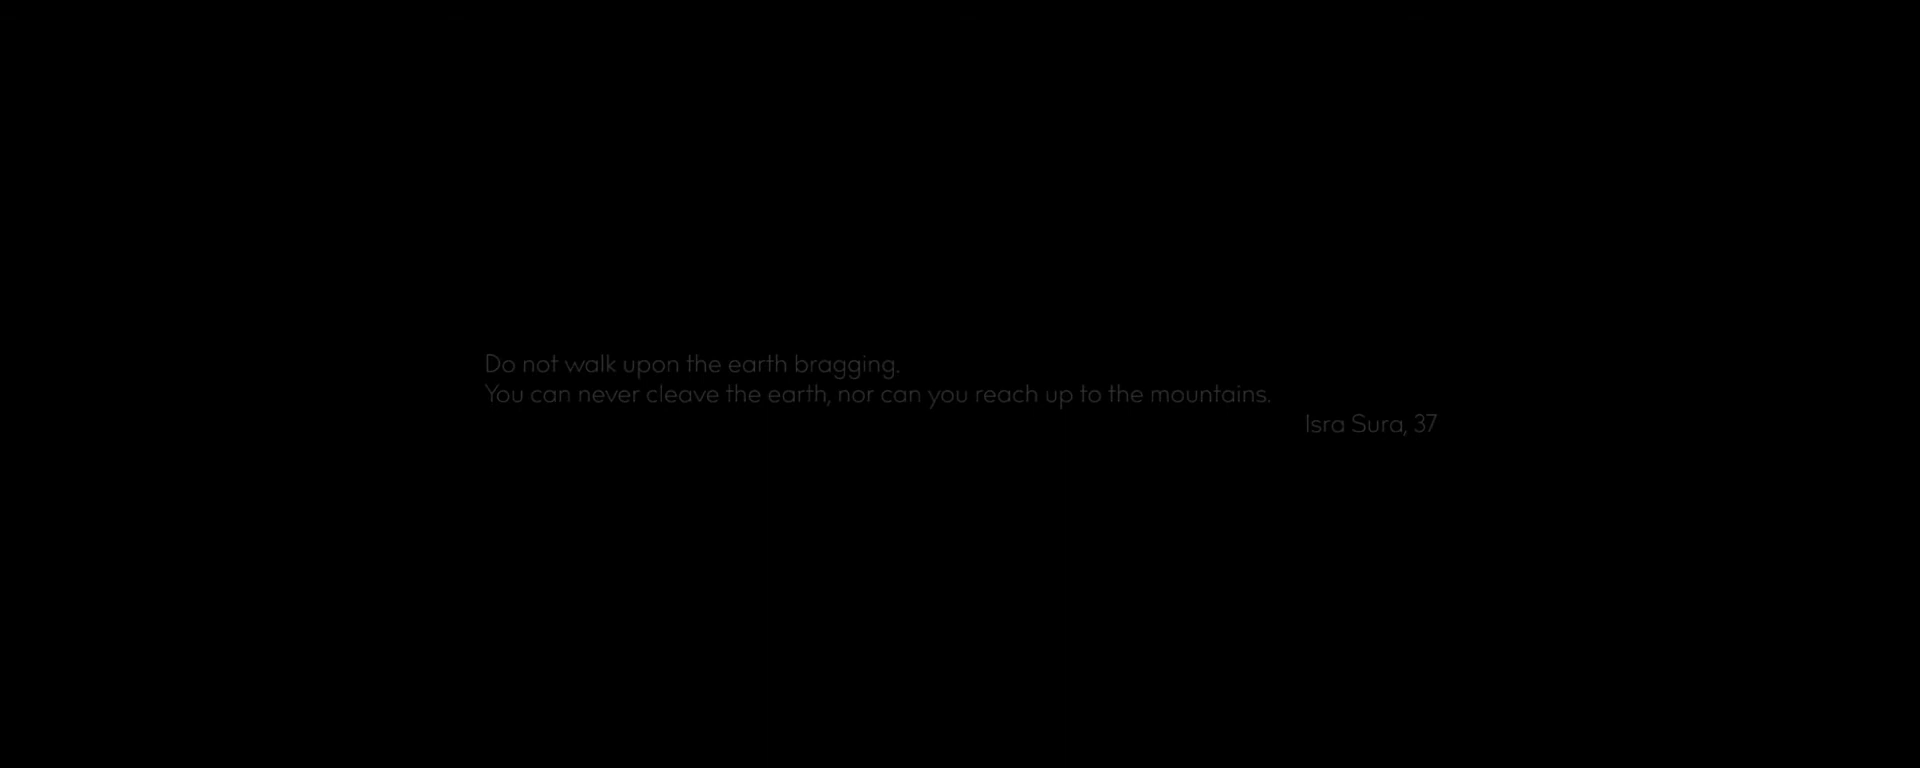 Do not walk upon the earth bragging.
You can never cleave the earth, nor can you reach up to the mountains.
Isra Sura, 37